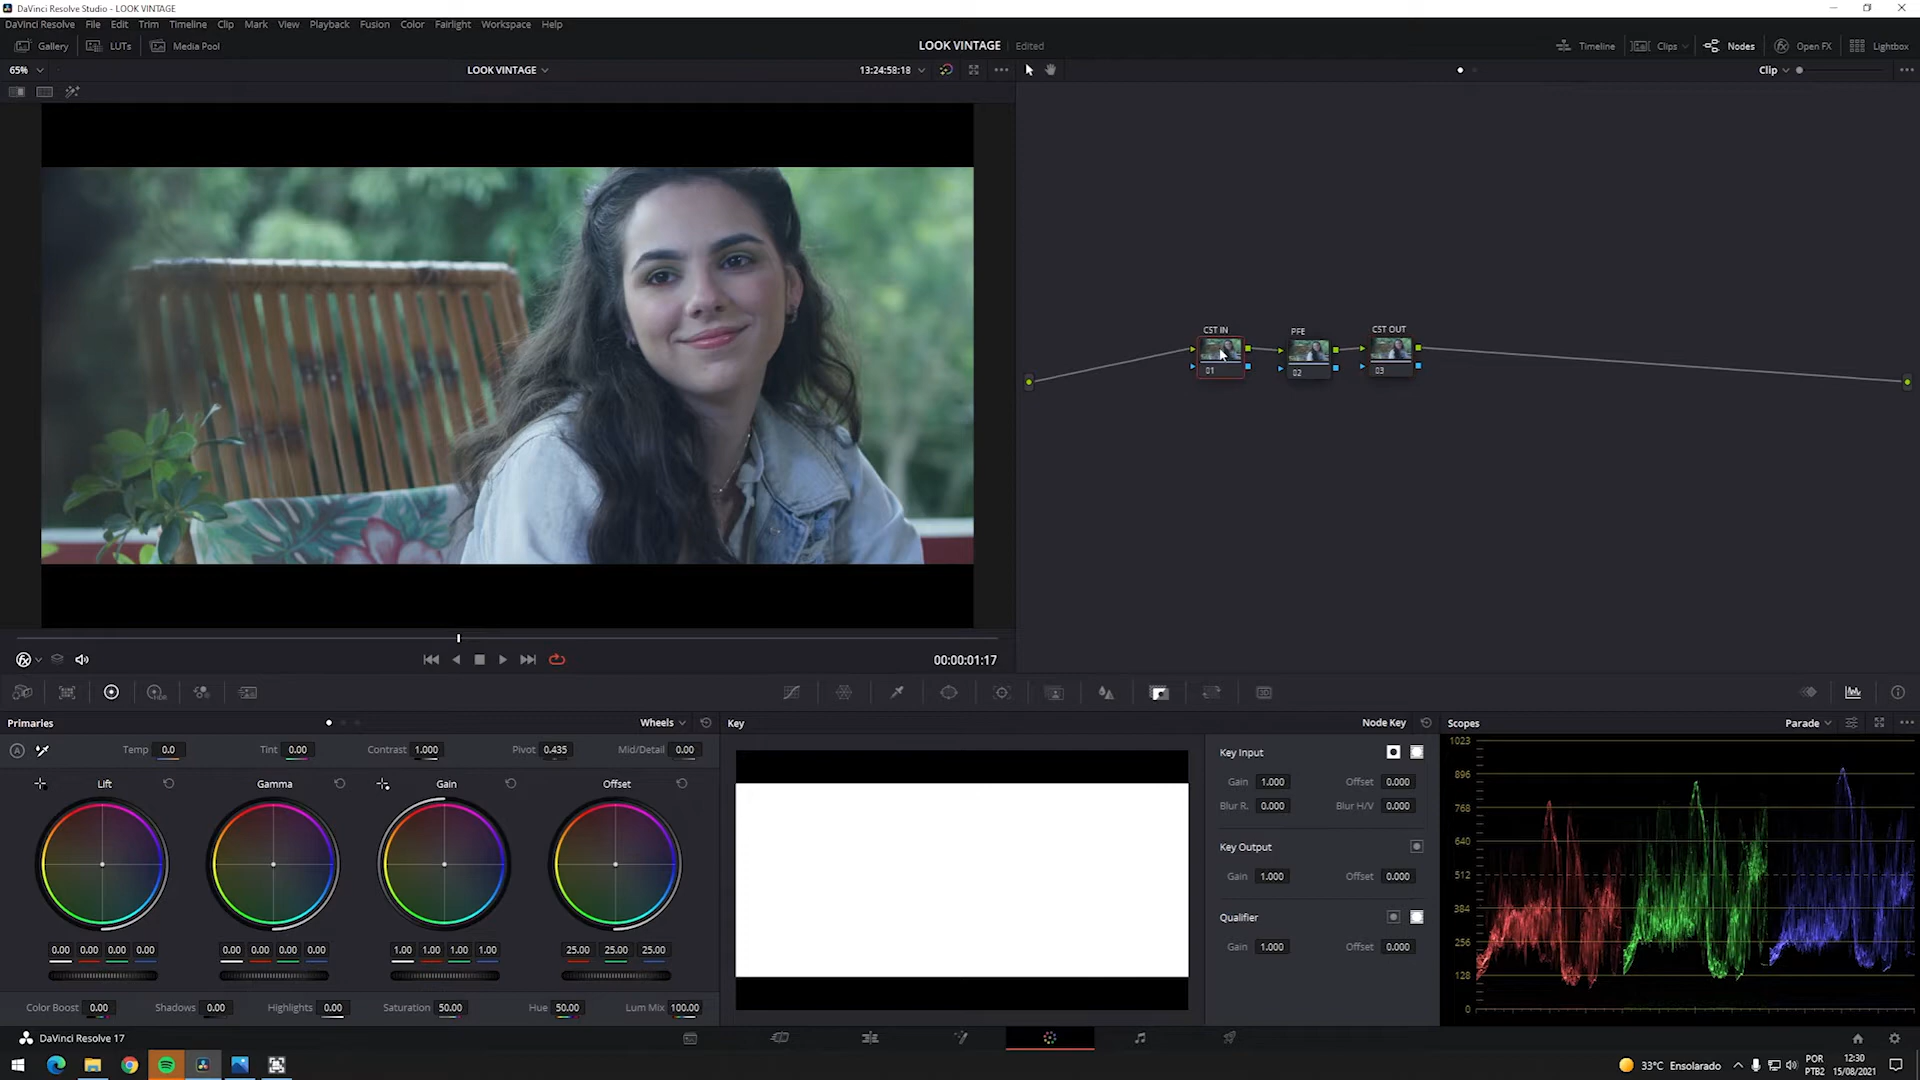 DaVinci Resolve Studio - LOOK VINTAGE
DaVinci Resolve File Edit Trim Timeline Clip Mark View Playback Fusion Color Fairlight Workspace Help
Gallery LUTs Media Pool LOOK VINTAGE Edited Timeline Clips Nodes Open FX Lightbox
65% LOOK VINTAGE 13:24:58:18 Clip
CST IN PFE CST OUT
01 02 03
00:00:01:17
Primaries Wheels Key Node Key Scopes Parade
A Temp 0.0 Tint 0.00 Contrast 1.000 Pivot 0.435 Mid/Detail 0.00
Lift Gamma Gain Offset
0.00 0.00 0.00 0.00 0.00 0.00 0.00 0.00 1.00 1.00 1.00 1.00 25.00 25.00 25.00
Color Boost 0.00 Shadows 0.00 Highlights 0.00 Saturation 50.00 Hue 50.00 Lum Mix 100.00
Key Input
Gain 1.000 Offset 0.000
Blur R. 0.000 Blur H/V 0.000
Key Output
Gain 1.000 Offset 0.000
Qualifier
Gain 1.000 Offset 0.000
1023
896
768
640
512
384
256
128
0
DaVinci Resolve 17
33°C Ensolarado POR PTB2 12:30 15/08/2021